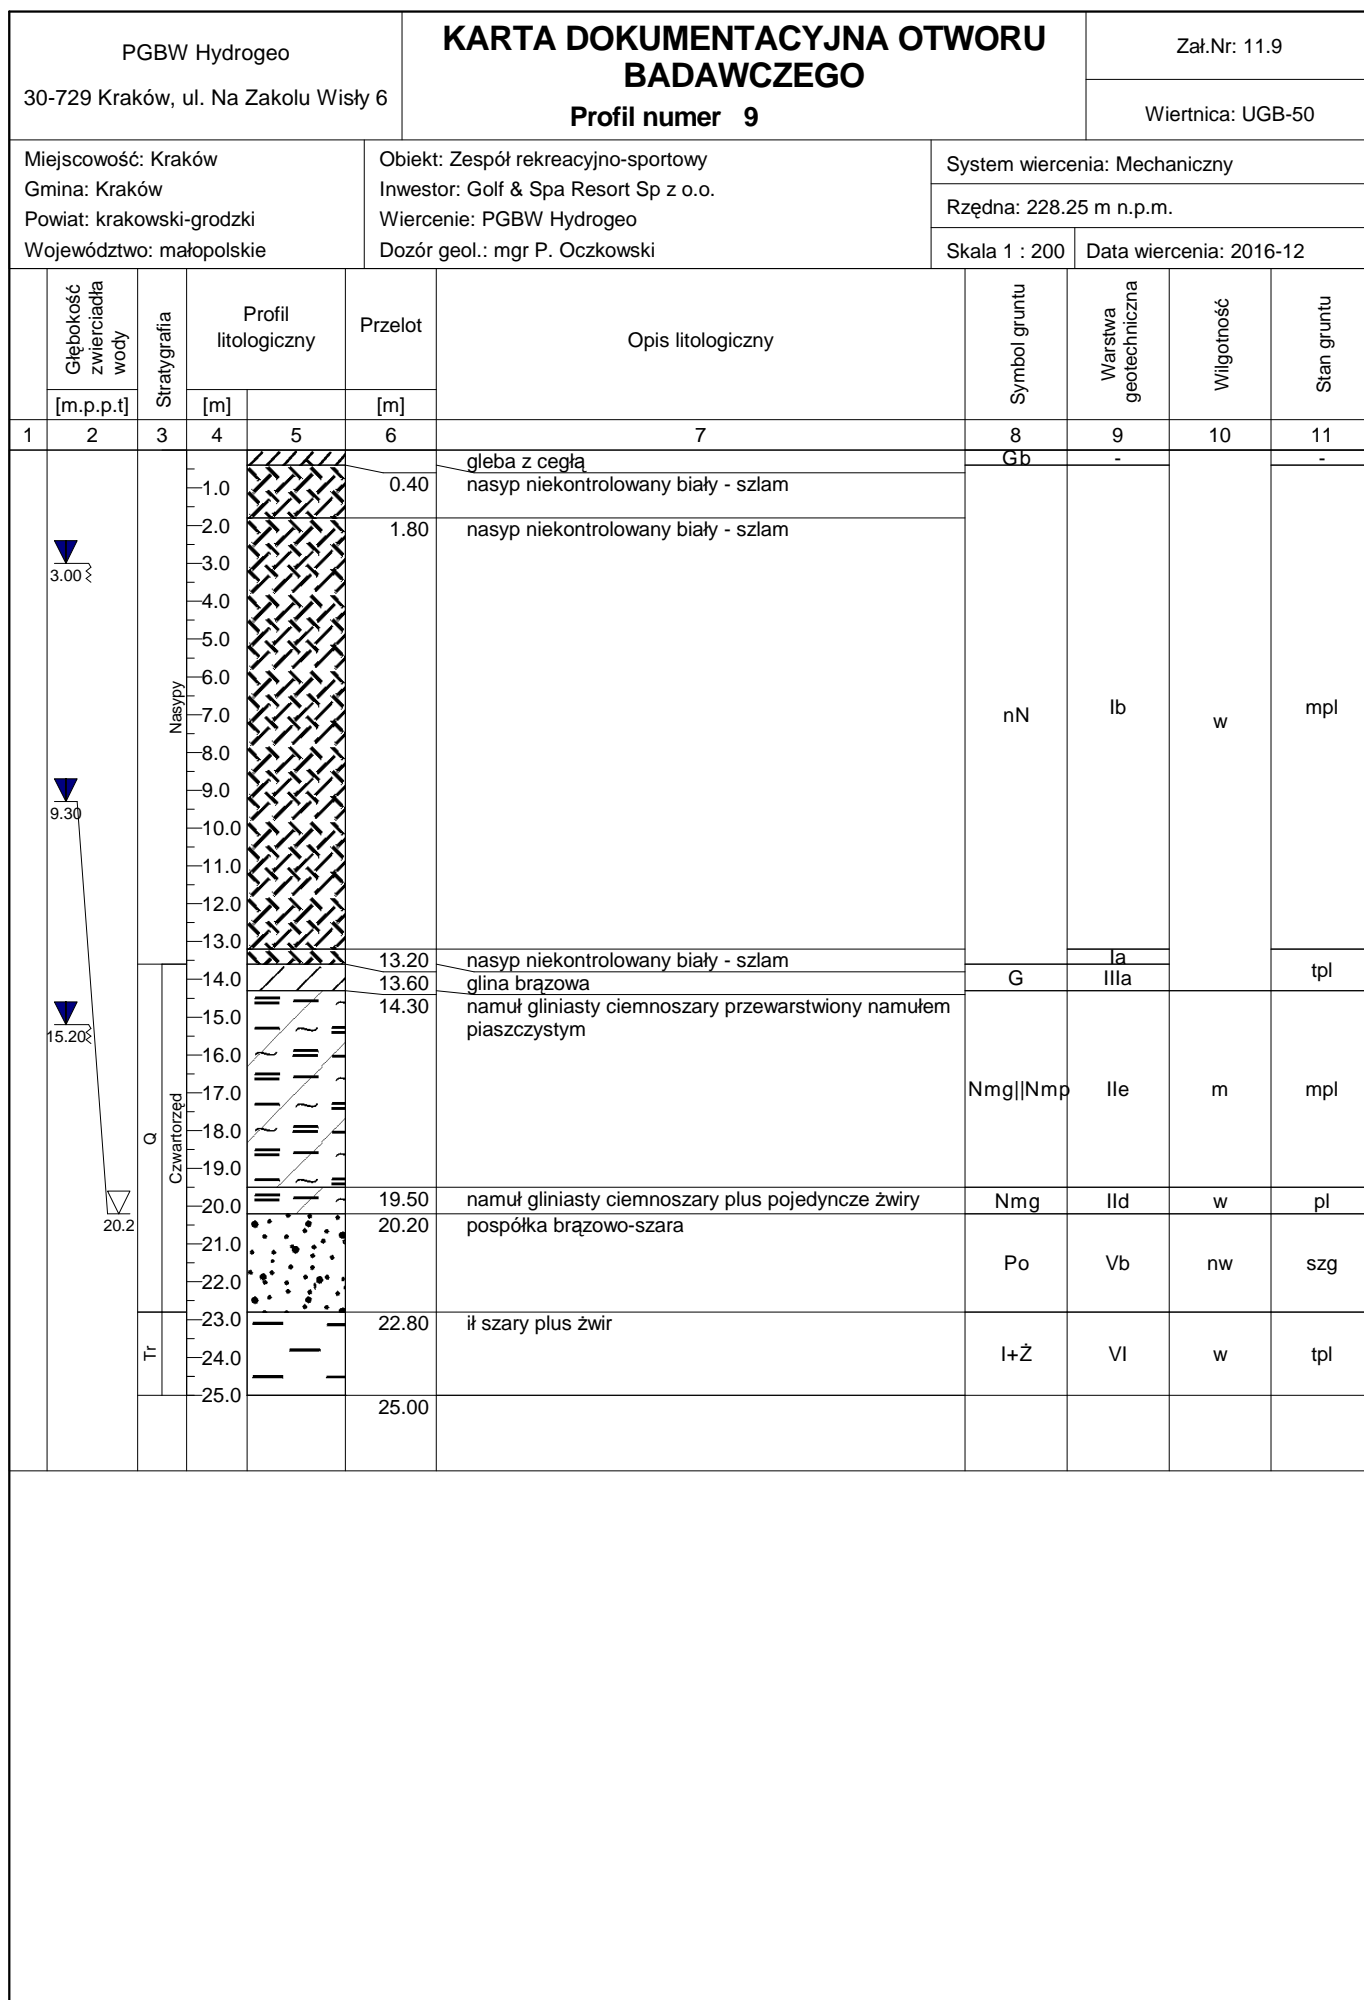 PGBW Hydrogeo
30-729 Kraków, ul. Na Zakolu Wisły 6
KARTA DOKUMENTACYJNA OTWORU
BADAWCZEGO
Profil numer 9
Zał.Nr: 11.9
Wiertnica: UGB-50
Miejscowość: Kraków
Gmina: Kraków
Powiat: krakowski-grodzki
Województwo: małopolskie
Obiekt: Zespół rekreacyjno-sportowy
Inwestor: Golf & Spa Resort Sp z o.o.
Wiercenie: PGBW Hydrogeo
Dozór geol.: mgr P. Oczkowski
System wiercenia: Mechaniczny
Rzędna: 228.25 m n.p.m.
Skala 1 : 200
Data wiercenia: 2016-12
Głębokość
zwierciadła
wody
[m.p.p.t]
Stratygrafia
Profil
litologiczny
[m]
Przelot
[m]
Opis litologiczny
Symbol gruntu
Warstwa
geotechniczna
Wilgotność
Stan gruntu
1 2 3 4 5 6 7 8 9 10 11
gleba z cegłą Gb - -
1.0 0.40 nasyp niekontrolowany biały - szlam
2.0 1.80 nasyp niekontrolowany biały - szlam
3.0
3.00
4.0
5.0
6.0
Nasypy
7.0 nN Ib w mpl
8.0
9.0
9.30
10.0
11.0
12.0
13.0
13.20 nasyp niekontrolowany biały - szlam Ia
tpl
14.0 13.60 glina brązowa G IIIa
14.30 namuł gliniasty ciemnoszary przewarstwiony namułem
piaszczystym
15.0
15.20
16.0
17.0 Nmg||Nmp IIe m mpl
18.0
Q
Czwartorzęd
19.0
19.50 namuł gliniasty ciemnoszary plus pojedyncze żwiry Nmg IId w pl
20.0
20.2
20.20 pospółka brązowo-szara
21.0
Po Vb nw szg
22.0
23.0 22.80 ił szary plus żwir
Tr
24.0 I+Ż VI w tpl
25.0
25.00